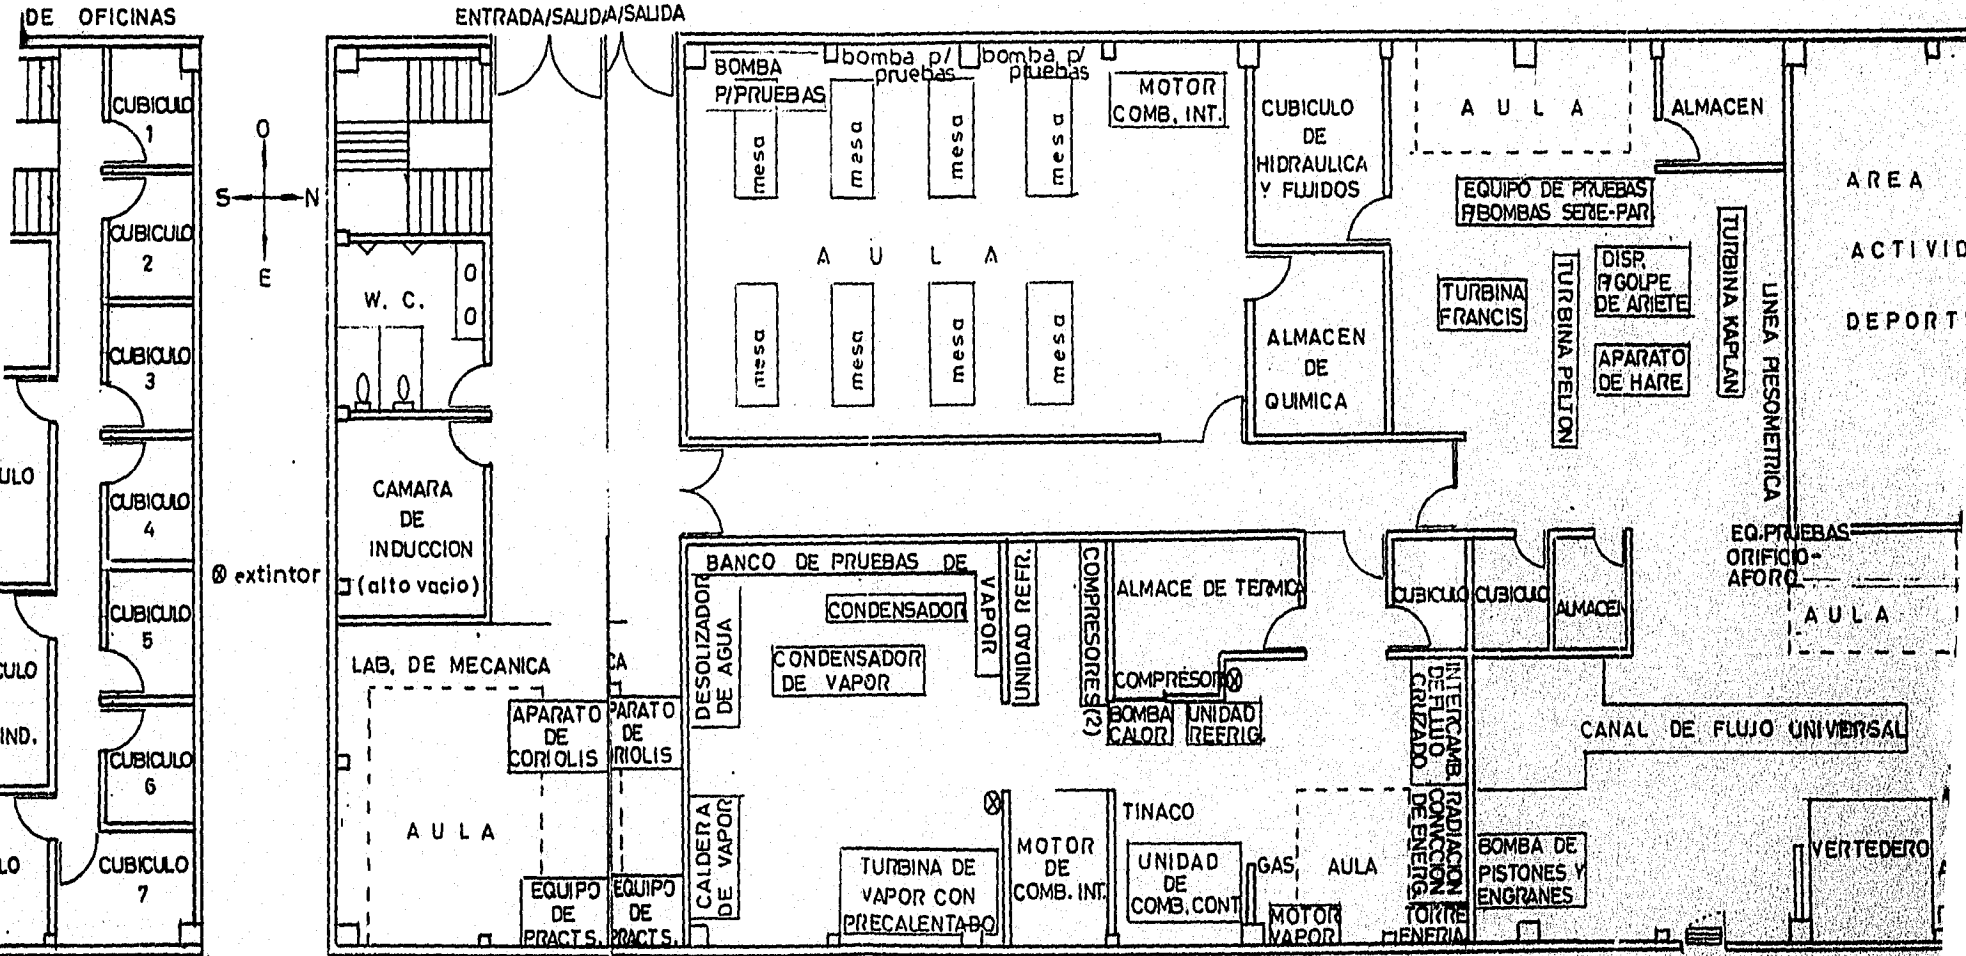 DE OFICINAS
ENTRADA/SALIDA/SALIDA
CUBICULO
1
CUBICULO
2
CUBICULO
3
CUBICULO
4
CUBICULO
5
CUBICULO
6
CUBICULO
7
ULO
CULO
IND.
LO
O
S
N
E
⊗ extintor
W. C.
CAMARA
DE
INDUCCION
(alto vacio)
LAB. DE MECANICA
CA
AULA
APARATO
DE
CORIOLIS
PARATO
DE
RIOLIS
EQUIPO
DE
PRACTS.
EQUIPO
DE
PRACTS.
BOMBA
P/PRUEBAS
bomba p/
pruebas
bomba p/
pruebas
mesa
mesa
mesa
mesa
AULA
mesa
mesa
mesa
mesa
MOTOR
COMB. INT.
CUBICULO
DE
HIDRAULICA
Y FLUJDOS
ALMACEN
DE
QUIMICA
AULA
ALMACEN
EQUIPO DE PRUEBAS
P/BOMBAS SERIE-PAR.
TURBINA
FRANCIS
TURBINA PELTON
DISP.
P/GOLPE
DE ARIETE
APARATO
DE HARE
TURBINA KAPLAN
LINEA PIESOMETRICA
AREA
ACTIVID
DEPORT
BANCO DE PRUEBAS DE
VAPOR
DESOLIZADOR
DE AGUA
CONDENSADOR
CONDENSADOR
DE VAPOR
UNIDAD REFR.
COMPRESORES(2)
ALMACE DE TERMICA
COMPRESOR
BOMBA
CALOR
UNIDAD
REFRIG.
CUBICULO
CUBICULO
ALMACEN
EQ.PRUEBAS
ORIFICIO-
AFORO
AULA
INTERCAMB.
DE FLUJO
CRUZADO
CANAL DE FLUJO UNIVERSAL
CALDERA
DE VAPOR
TURBINA DE
VAPOR CON
PRECALENTADO
MOTOR
DE
COMB. INT.
TINACO
UNIDAD
DE
COMB. CONT
GAS
AULA
MOTOR
VAPOR
RADIACION
CONVCCION
DE ENERG.
TORRE
ENERIA
BOMBA DE
PISTONES Y
ENGRANES
VERTEDERO